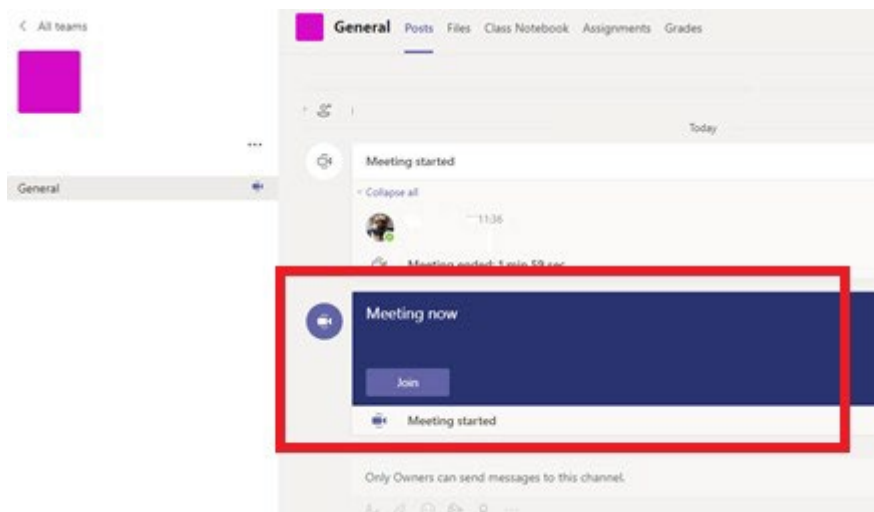 < All teams
General Posts Files Class Notebook Assignments Grades
Today
...
Meeting started
General
Collapse all
11:36
Meeting ended: 1 min 59 sec
Meeting now
Join
Meeting started
Only Owners can send messages to this channel.